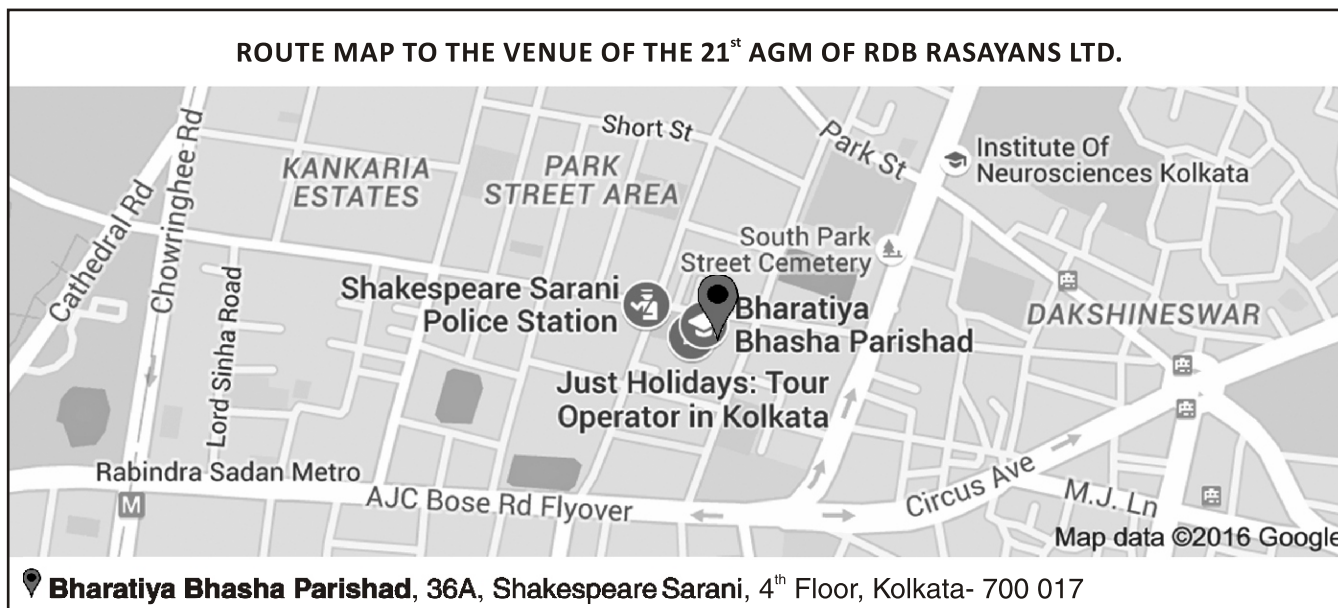 ROUTE MAP TO THE VENUE OF THE 21st AGM OF RDB RASAYANS LTD.
Cathedral Rd
Chowringhee Rd
KANKARIA
ESTATES
Short St
PARK
STREET AREA
Park St
Institute Of
Neurosciences Kolkata
South Park
Street Cemetery
Lord Sinha Road
Shakespeare Sarani
Police Station
Bharatiya
Bhasha Parishad
DAKSHINESWAR
Just Holidays: Tour
Operator in Kolkata
Rabindra Sadan Metro
M
AJC Bose Rd Flyover
Circus Ave
M.J. Ln
Map data ©2016 Google
Bharatiya Bhasha Parishad, 36A, Shakespeare Sarani, 4th Floor, Kolkata- 700 017